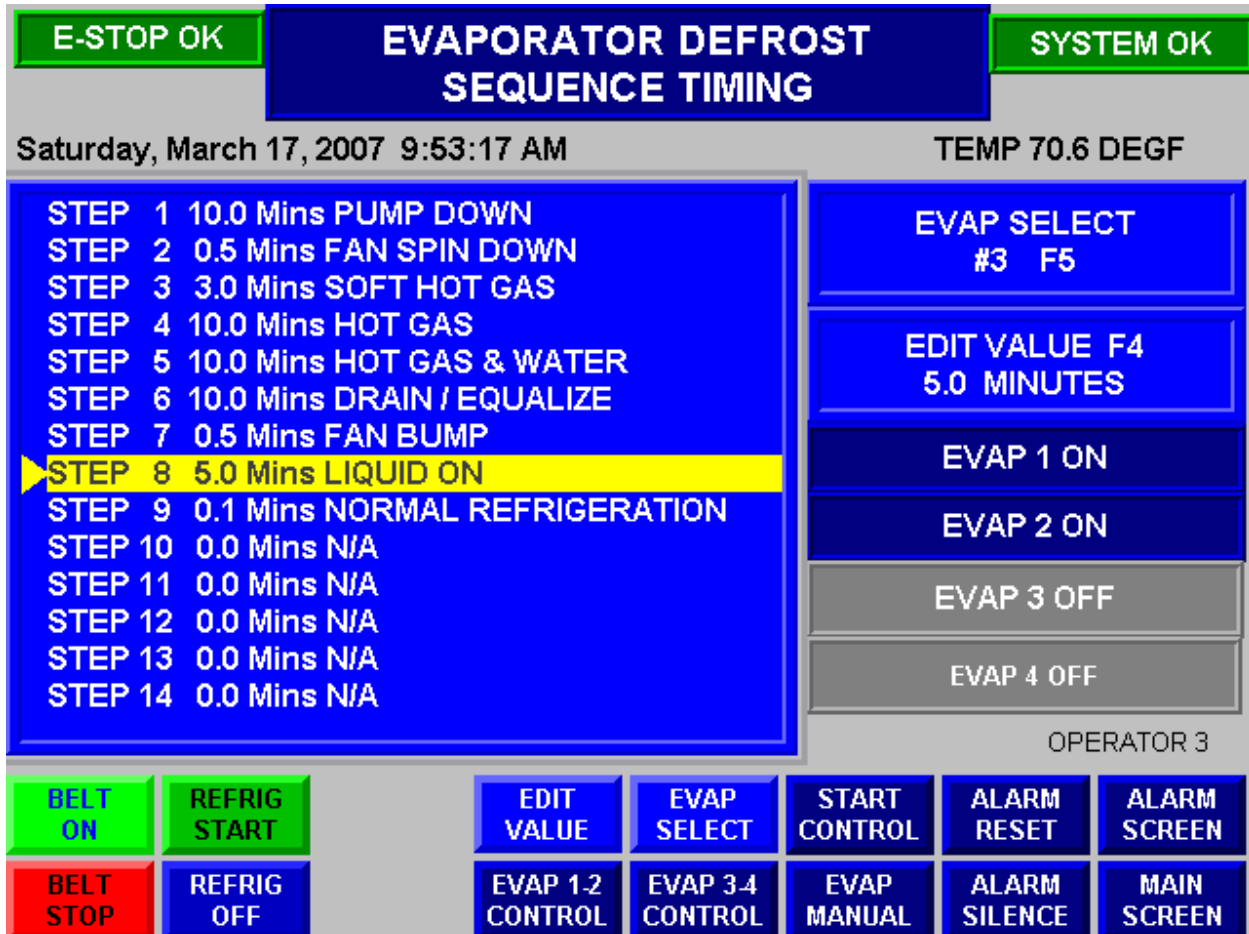 E-STOP OK
EVAPORATOR DEFROST
SEQUENCE TIMING
SYSTEM OK
Saturday, March 17, 2007 9:53:17 AM
TEMP 70.6 DEGF
STEP 1 10.0 Mins PUMP DOWN
STEP 2 0.5 Mins FAN SPIN DOWN
STEP 3 3.0 Mins SOFT HOT GAS
STEP 4 10.0 Mins HOT GAS
STEP 5 10.0 Mins HOT GAS & WATER
STEP 6 10.0 Mins DRAIN / EQUALIZE
STEP 7 0.5 Mins FAN BUMP
STEP 8 5.0 Mins LIQUID ON
STEP 9 0.1 Mins NORMAL REFRIGERATION
STEP 10 0.0 Mins N/A
STEP 11 0.0 Mins N/A
STEP 12 0.0 Mins N/A
STEP 13 0.0 Mins N/A
STEP 14 0.0 Mins N/A
EVAP SELECT
#3 F5
EDIT VALUE F4
5.0 MINUTES
EVAP 1 ON
EVAP 2 ON
EVAP 3 OFF
EVAP 4 OFF
OPERATOR 3
BELT
ON
REFRIG
START
EDIT
VALUE
EVAP
SELECT
START
CONTROL
ALARM
RESET
ALARM
SCREEN
BELT
STOP
REFRIG
OFF
EVAP 1-2
CONTROL
EVAP 3-4
CONTROL
EVAP
MANUAL
ALARM
SILENCE
MAIN
SCREEN